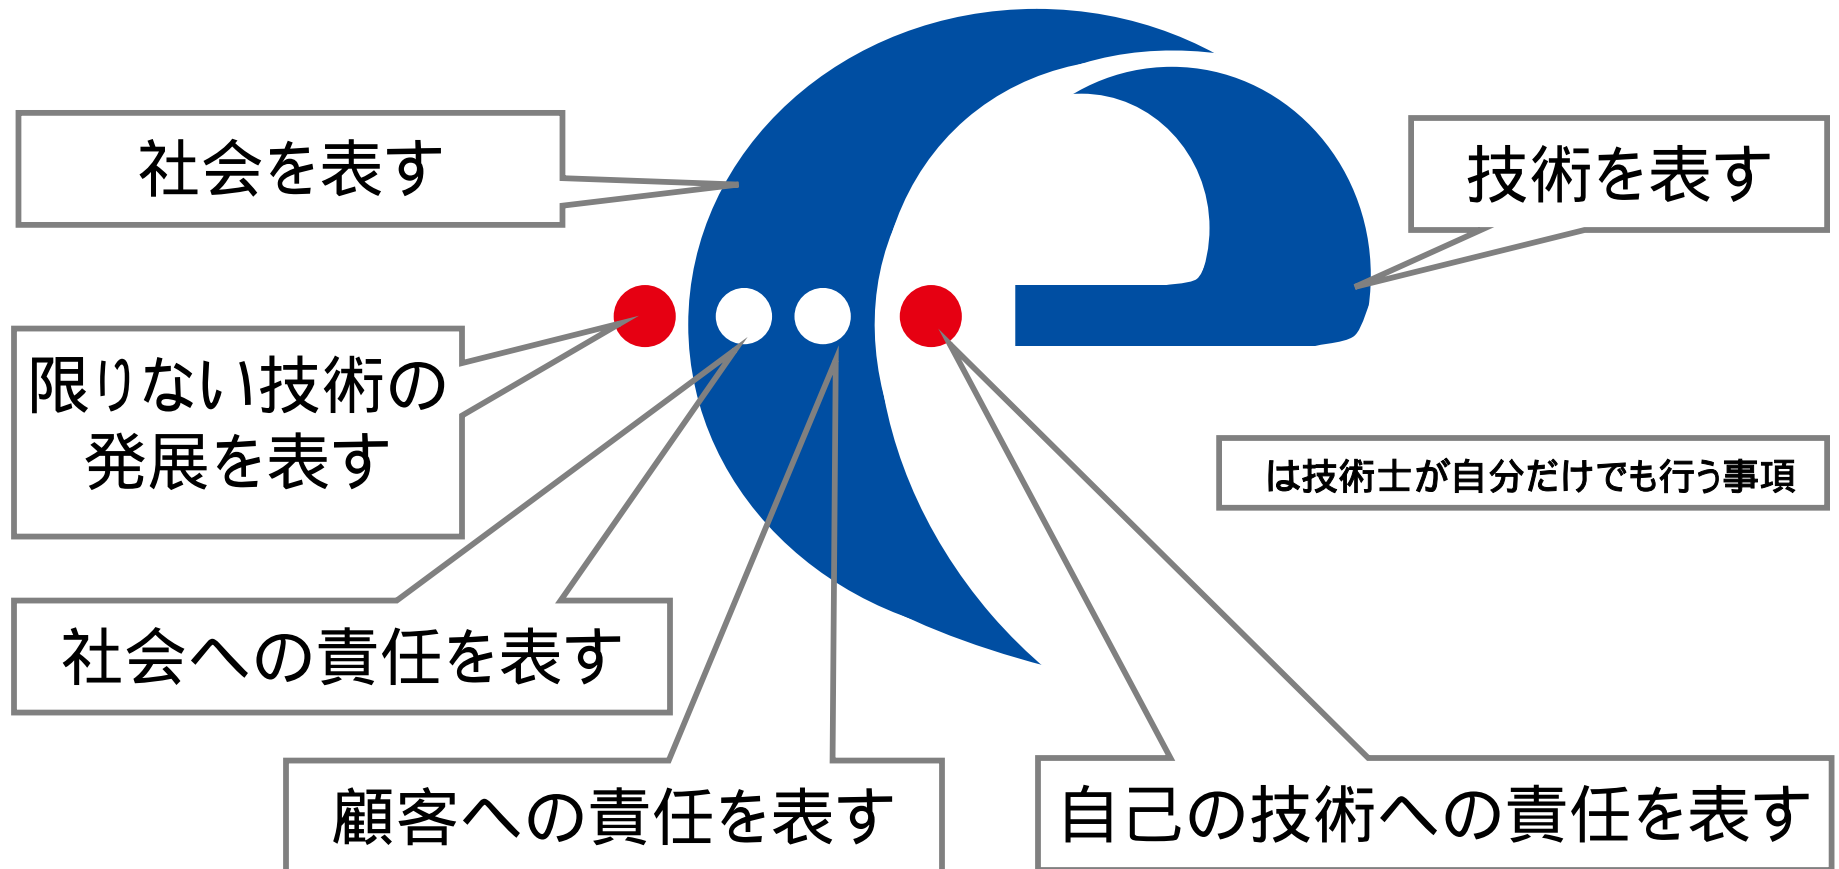 社会を表す
技術を表す
限りない技術の
発展を表す
は技術士が自分だけでも行う事項
社会への責任を表す
顧客への責任を表す
自己の技術への責任を表す